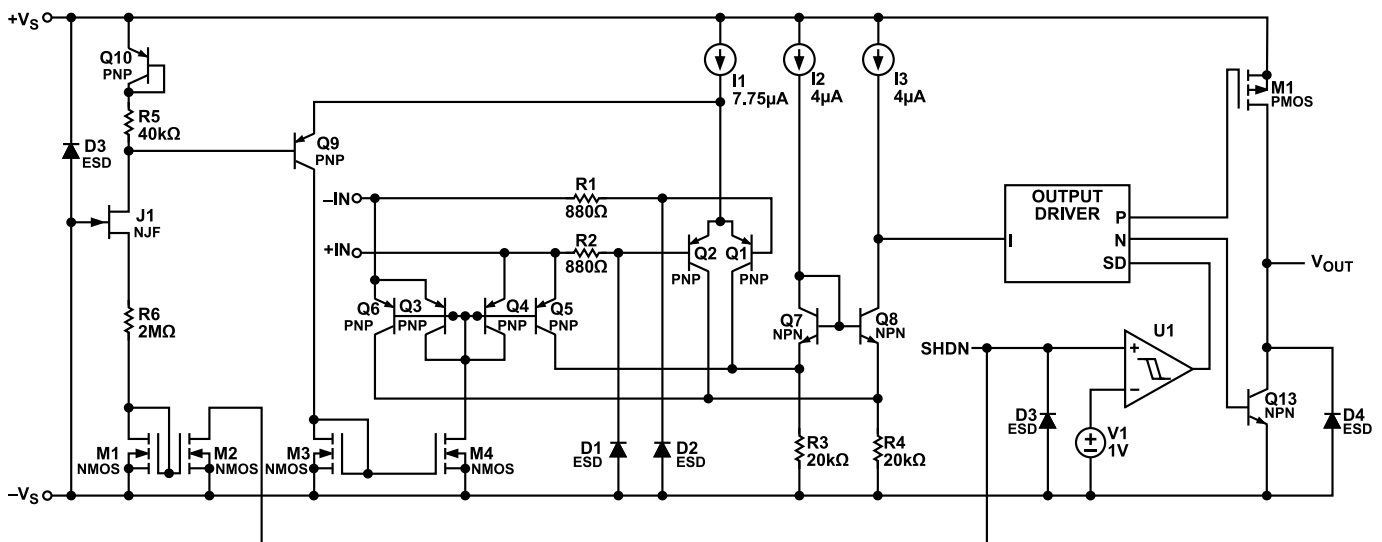 +VS
Q10
PNP
R5
40kΩ
D3
ESD
J1
NJF
R6
2MΩ
M1
NMOS
M2
NMOS
–VS
Q9
PNP
M3
NMOS
M4
NMOS
–IN
+IN
R1
880Ω
R2
880Ω
Q6
PNP
Q3
PNP
Q4
PNP
Q5
PNP
D1
ESD
D2
ESD
I1
7.75µA
Q2
PNP
Q1
PNP
I2
4µA
I3
4µA
Q7
NPN
Q8
NPN
R3
20kΩ
R4
20kΩ
OUTPUT
DRIVER
I
P
N
SD
SHDN
D3
ESD
V1
1V
U1
+
–
M1
PMOS
VOUT
Q13
NPN
D4
ESD